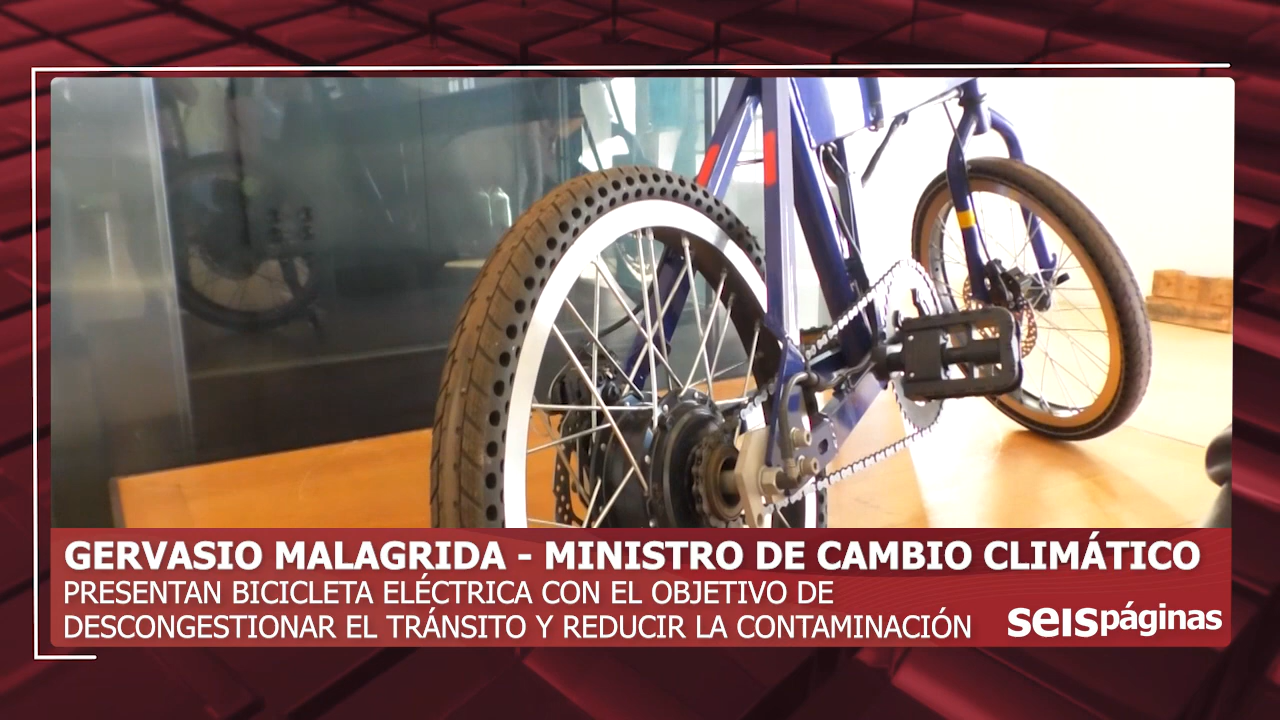 GERVASIO MALAGRIDA - MINISTRO DE CAMBIO CLIMÁTICO
PRESENTAN BICICLETA ELÉCTRICA CON EL OBJETIVO DE
DESCONGESTIONAR EL TRÁNSITO Y REDUCIR LA CONTAMINACIÓN
seispáginas